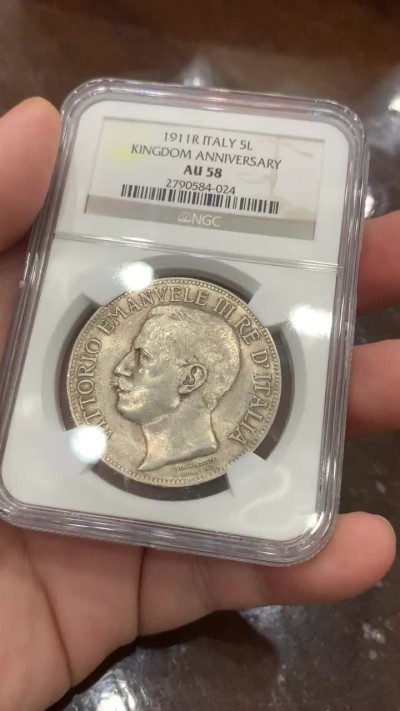 1911R ITALY 5L
KINGDOM ANNIVERSARY
AU 58
2790584-024
NGC
VITTORIO EMANVELE III RE D'ITALIA